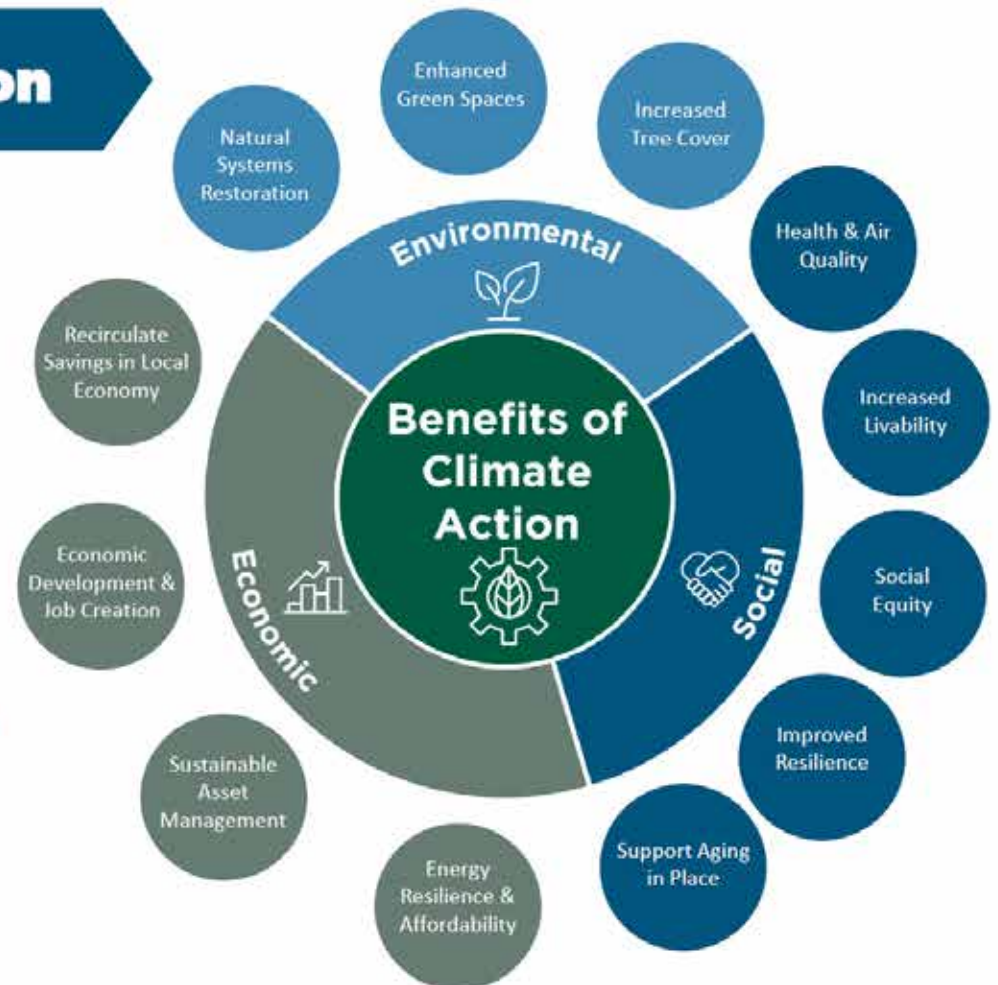 on
Enhanced
Green Spaces
Increased
Tree Cover
Natural
Systems
Restoration
Health & Air
Quality
Environmental
Recirculate
Savings in Local
Economy
Increased
Livability
Benefits of
Climate
Action
Economic
Development &
Job Creation
Economic
Social
Social
Equity
Improved
Resilience
Sustainable
Asset
Management
Support Aging
in Place
Energy
Resilience &
Affordability